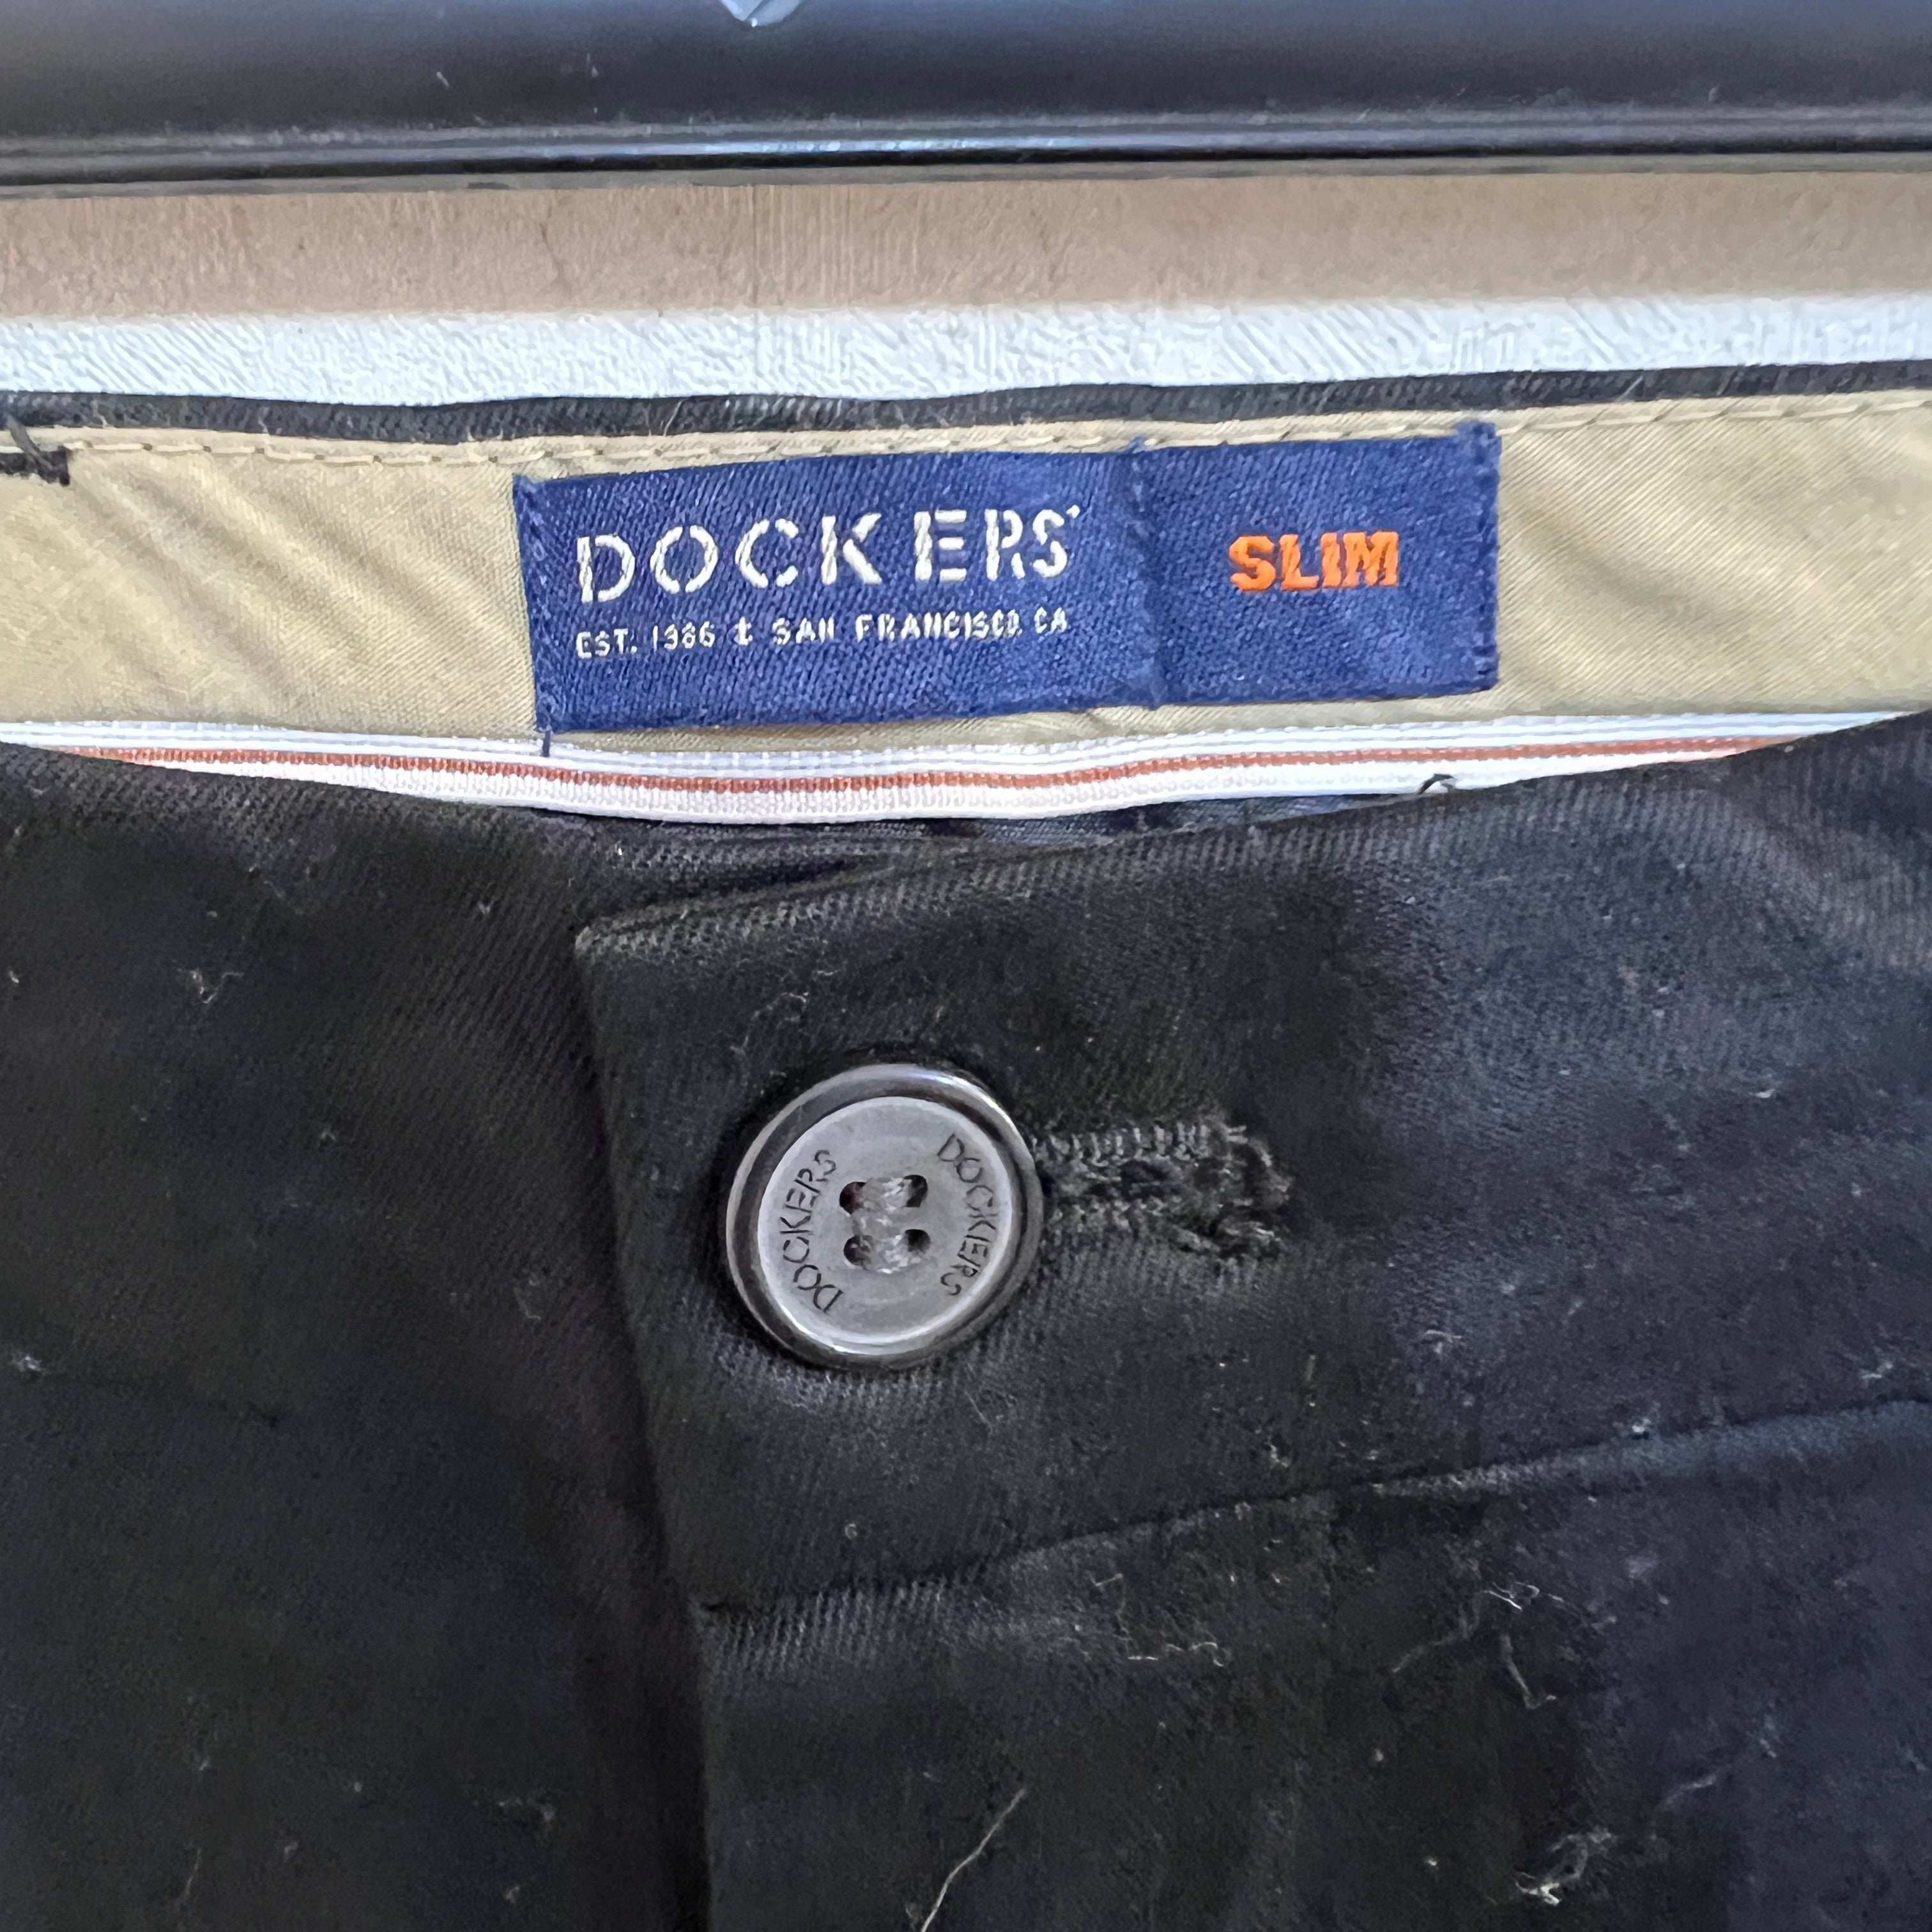 DOCKERS
SLIM
EST. 1986 ⚓ SAN FRANCISCO. CA
DOCKERS
DOCKERS